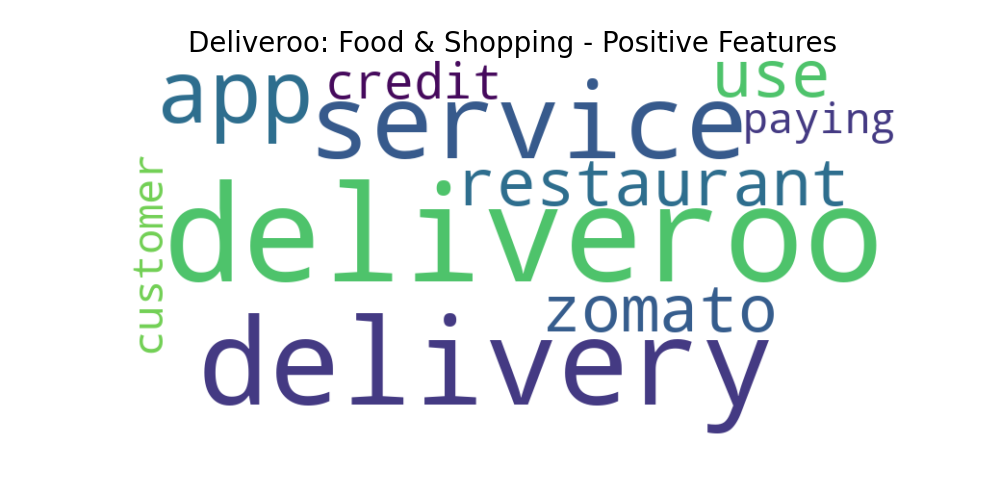 Deliveroo: Food & Shopping - Positive Features
app
credit
use
service
paying
customer
restaurant
deliveroo
zomato
delivery